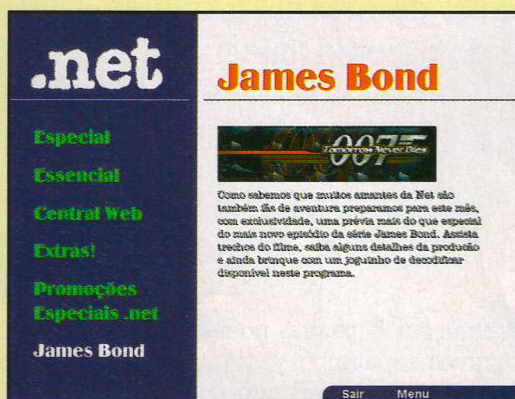 .net
Especial
Essencial
Central Web
Extras!
Promoções
Especiais .net
James Bond
James Bond
007
Tomorrow Never Dies
Como sabemos que muitos amantes da Net são
também fãs de aventura preparamos para este mês,
com exclusividade, uma prévia mais do que especial
do mais novo episódio da série James Bond. Assista
trechos do filme, saiba alguns detalhes da produção
e ainda brinque com um joguinho de decodificar
disponível neste programa.
Sair Menu